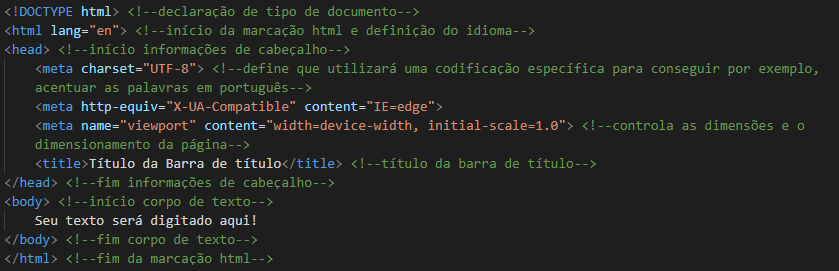 <!DOCTYPE html> <!--declaração de tipo de documento-->
<html lang="en"> <!--início da marcação html e definição do idioma-->
<head> <!--início informações de cabeçalho-->
<meta charset="UTF-8"> <!--define que utilizará uma codificação específica para conseguir por exemplo,
acentuar as palavras em português-->
<meta http-equiv="X-UA-Compatible" content="IE=edge">
<meta name="viewport" content="width=device-width, initial-scale=1.0"> <!--controla as dimensões e o
dimensionamento da página-->
<title>Título da Barra de título</title> <!--título da barra de título-->
</head> <!--fim informações de cabeçalho-->
<body> <!--início corpo de texto-->
Seu texto será digitado aqui!
</body> <!--fim corpo de texto-->
</html> <!--fim da marcação html-->